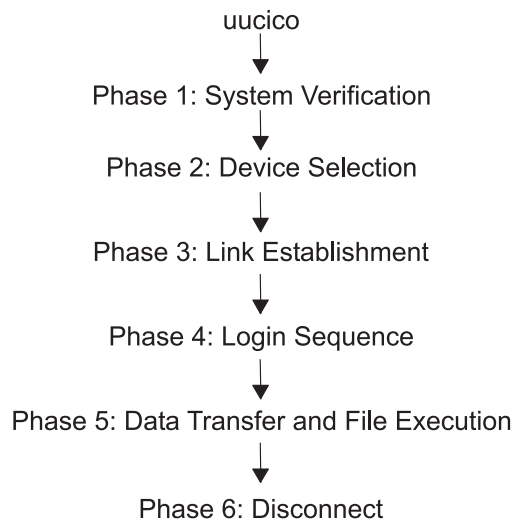 uucico
Phase 1: System Verification
Phase 2: Device Selection
Phase 3: Link Establishment
Phase 4: Login Sequence
Phase 5: Data Transfer and File Execution
Phase 6: Disconnect